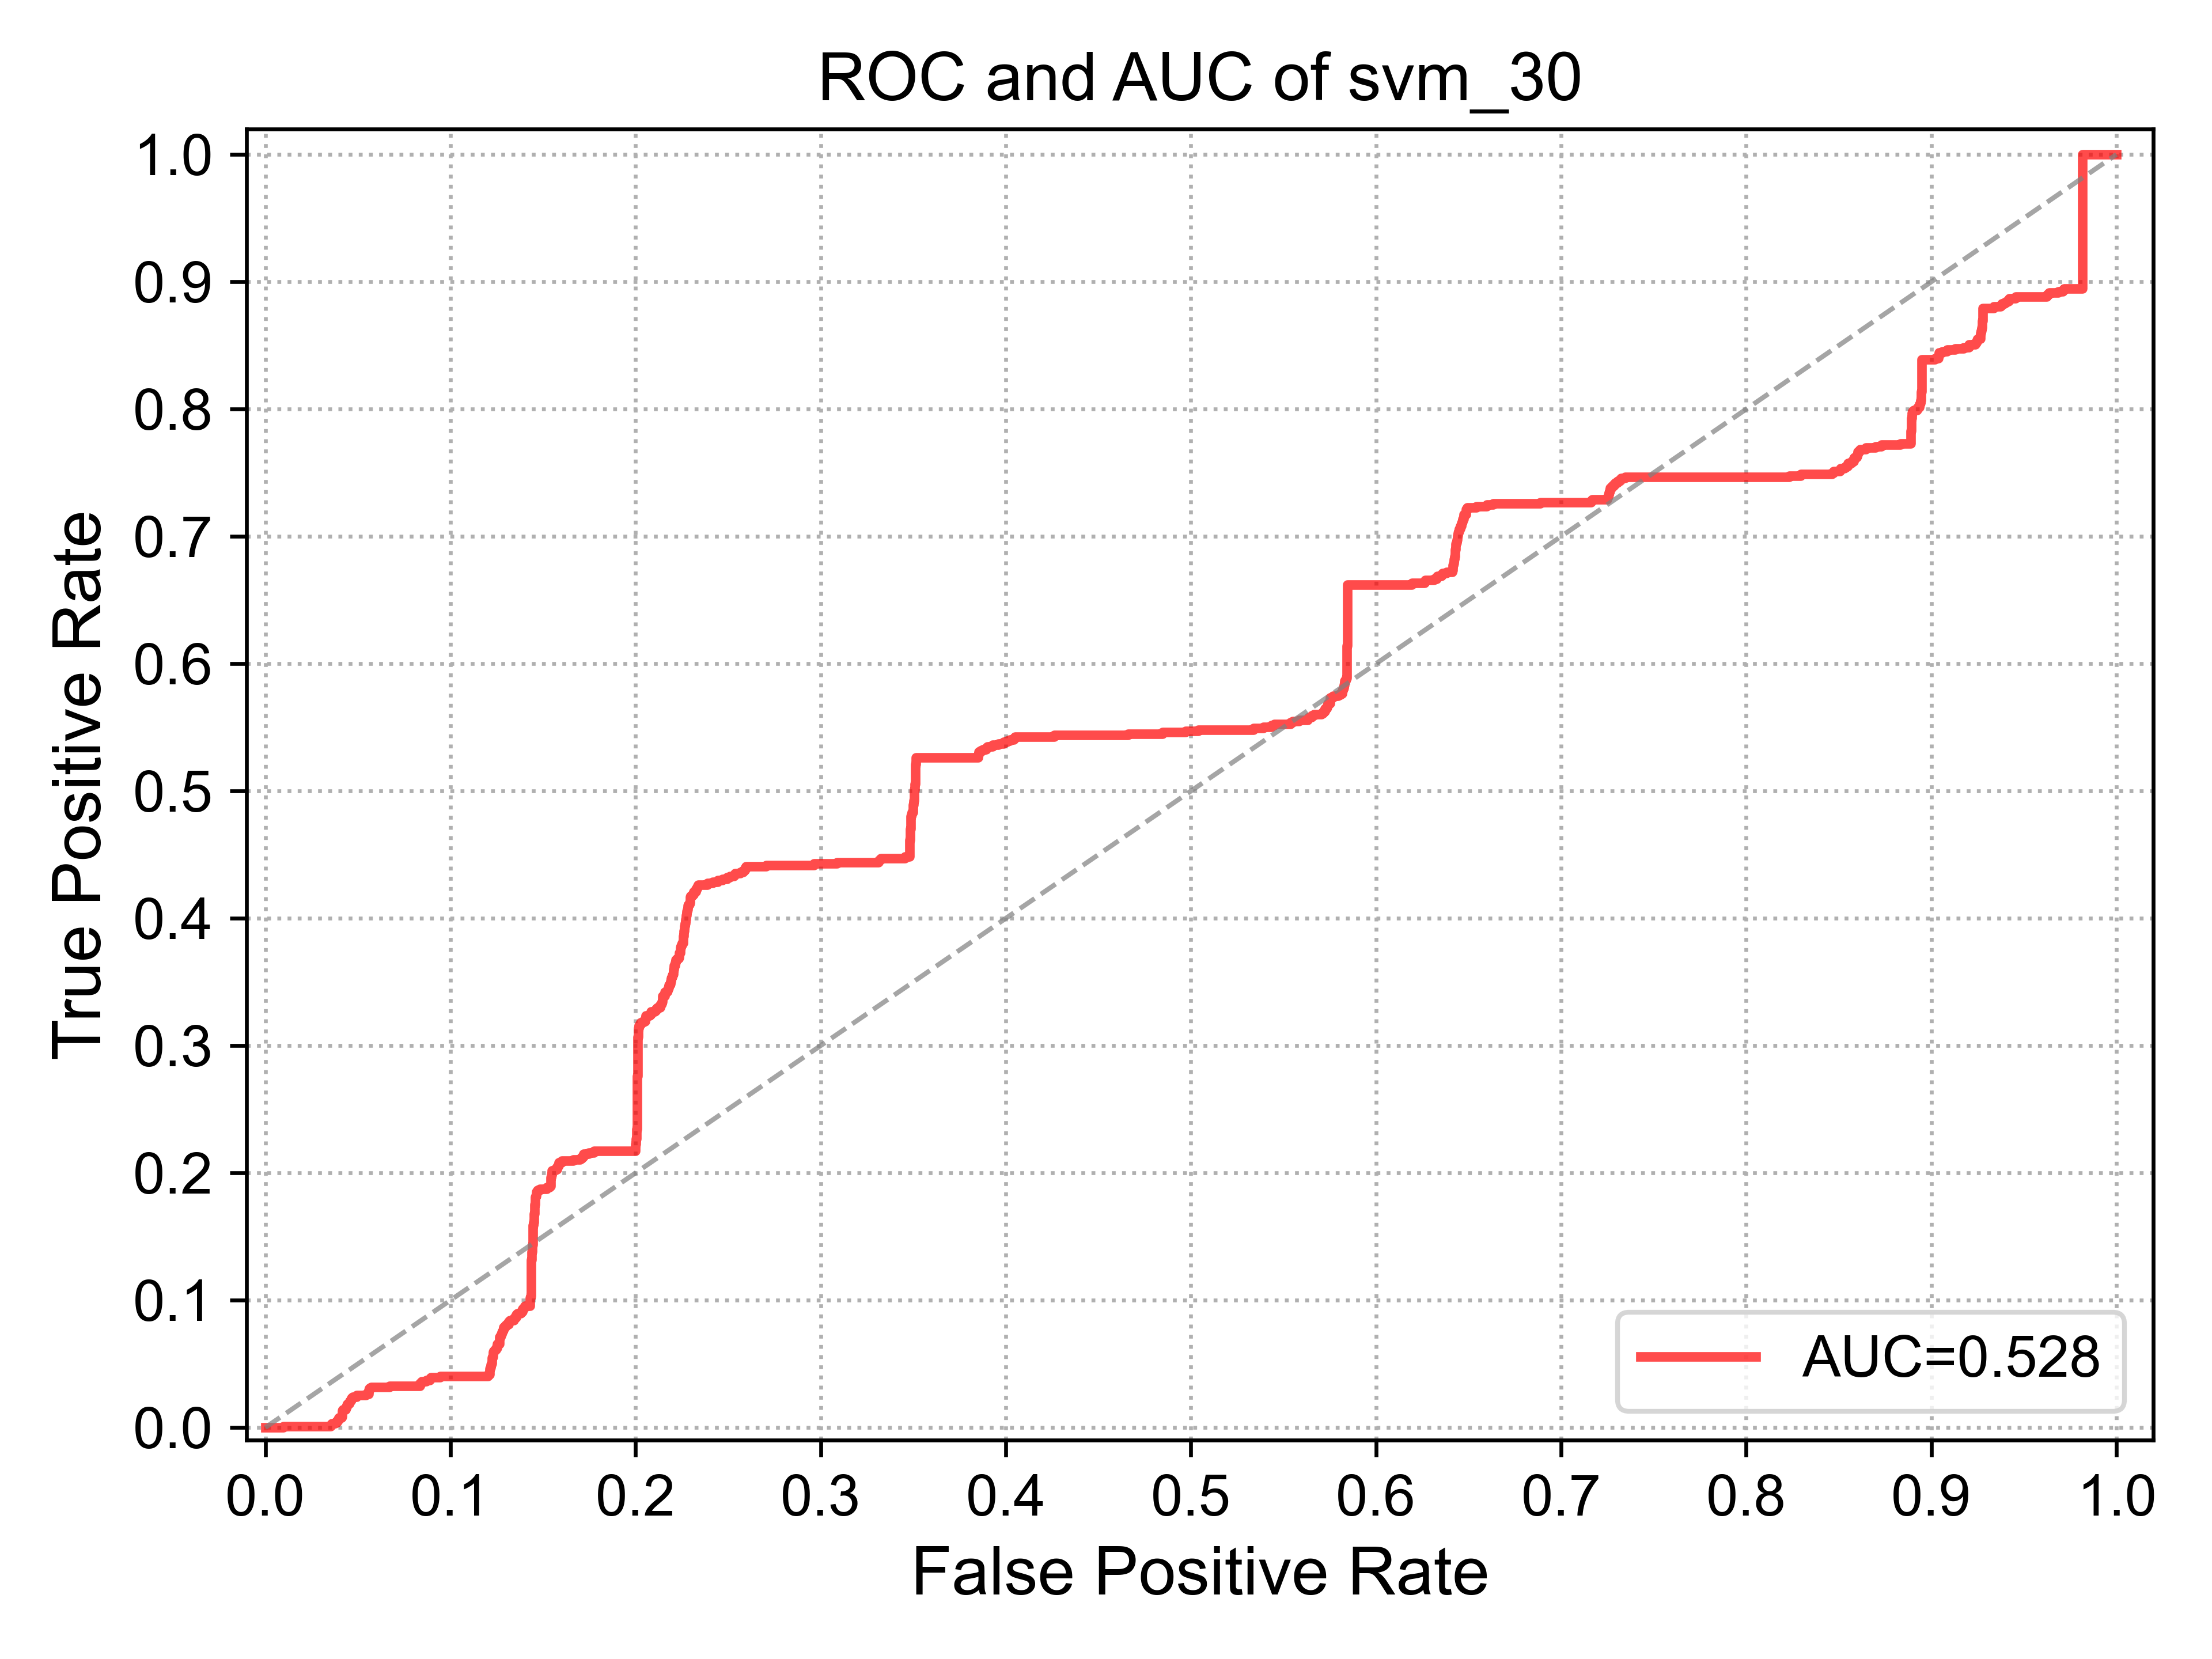 ROC and AUC of svm_30
True Positive Rate
1.0
0.9
0.8
0.7
0.6
0.5
0.4
0.3
0.2
0.1
0.0
AUC=0.528
0.0 0.1 0.2 0.3 0.4 0.5 0.6 0.7 0.8 0.9 1.0
False Positive Rate